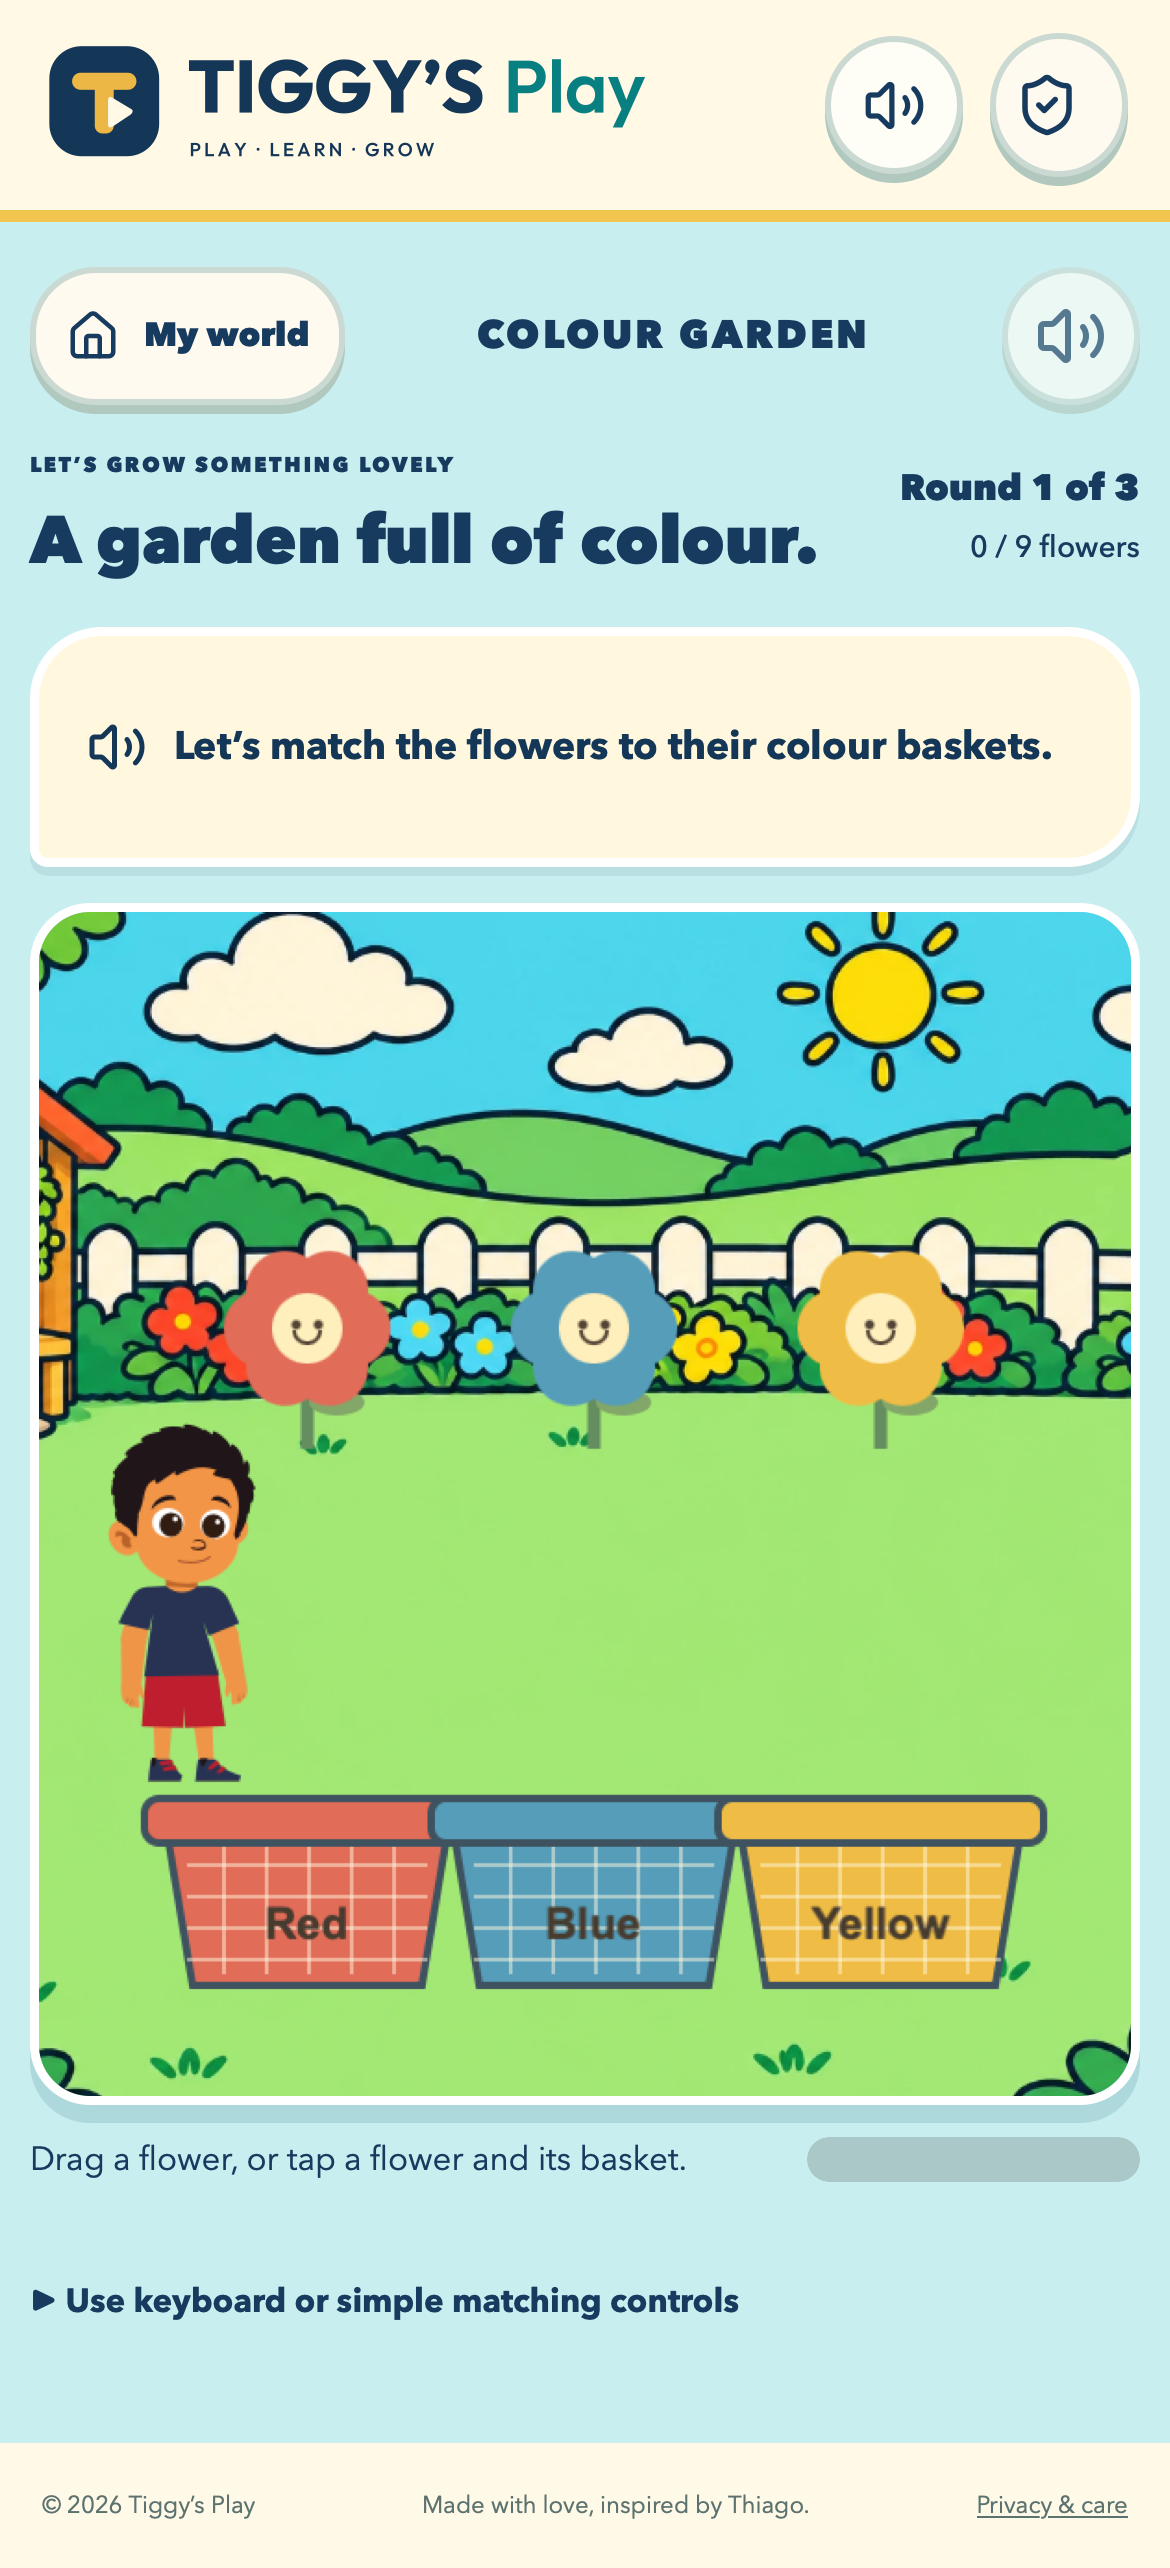 TIGGY’S Play
PLAY · LEARN · GROW
My world
COLOUR GARDEN
LET’S GROW SOMETHING LOVELY
A garden full of colour.
Round 1 of 3
0 / 9 flowers
Let’s match the flowers to their colour baskets.
Red
Blue
Yellow
Drag a flower, or tap a flower and its basket.
Use keyboard or simple matching controls
© 2026 Tiggy’s Play
Made with love, inspired by Thiago.
Privacy & care